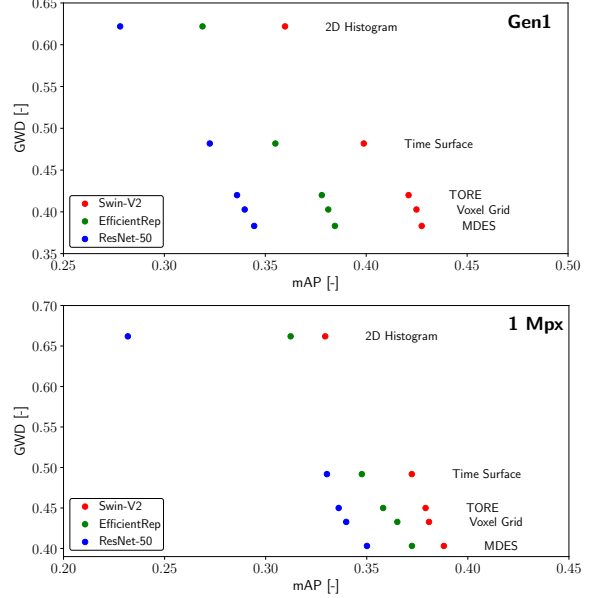 0.65
0.60
0.55
0.50
0.45
0.40
0.35
GWD [-]
Gen1
2D Histogram
Time Surface
TORE
Voxel Grid
MDES
Swin-V2
EfficientRep
ResNet-50
0.25 0.30 0.35 0.40 0.45 0.50
mAP [-]
0.70
0.65
0.60
0.55
0.50
0.45
0.40
GWD [-]
1 Mpx
2D Histogram
Time Surface
TORE
Voxel Grid
MDES
Swin-V2
EfficientRep
ResNet-50
0.20 0.25 0.30 0.35 0.40 0.45
mAP [-]